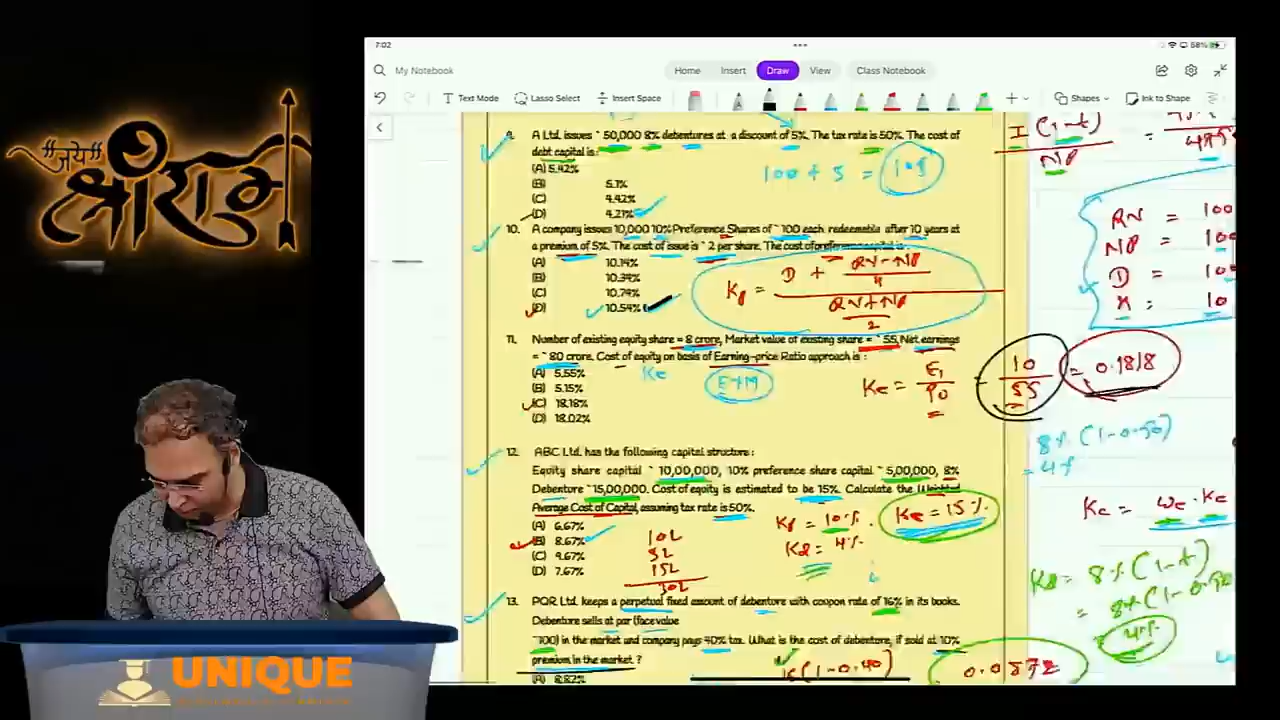 "जय"
श्री राम
UNIQUE
7:02
58%
My Notebook
Home Insert Draw View Class Notebook
Text Mode Lasso Select Insert Space Shapes Ink to Shape
A Ltd. issues ` 50,000 8% debentures at a discount of 5%. The tax rate is 50%. The cost of
debt capital is :
(A) 5.42%
(B) 5.1%
(C) 4.42%
(D) 4.21%
100 + 5 = 105
10. A company issues 10,000 10% Preference Shares of ` 100 each redeemable after 10 years at
a premium of 5%. The cost of issue is ` 2 per share. The cost of preference capital is :
(A) 10.14%
(B) 10.34%
(C) 10.74%
(D) 10.54%
Kp = D + RV - NP / n
RV + NP / 2
11. Number of existing equity share = 8 crore, Market value of existing share = ` 55, Net earnings
= ` 80 crore. Cost of equity on basis of Earning-price Ratio approach is :
(A) 5.55%
(B) 5.15%
(C) 18.18%
(D) 18.02%
Ke
Ke = E1 / P0 = 10 / 55 = 0.1818
12. ABC Ltd. has the following capital structure :
Equity share capital ` 10,00,000, 10% preference share capital ` 5,00,000, 8%
Debenture ` 15,00,000. Cost of equity is estimated to be 15%. Calculate the Weighted
Average Cost of Capital, assuming tax rate is 50%.
(A) 6.67%
(B) 8.67%
(C) 9.67%
(D) 7.67%
10L
5L
15L
30L
Kp = 10%.
Kd = 4%
Ke = 15%
13. PQR Ltd. keeps a perpetual fixed amount of debentore with coupon rate of 16% in its books.
Debenture sells at par (face value
`100) in the market und company pays 40% tax. What is the cost of debentore, if sold at 10%
premium in the market ?
(A) 8.82%
16(1-0.40)
0.0872
I (1-t)
NP
RV = 100
NP = 100
D = 100
n = 10
8% (1-0.50)
= 4%
Kc = We . Ke
Kd = 8% (1-t)
= 8% (1-0.50
4%